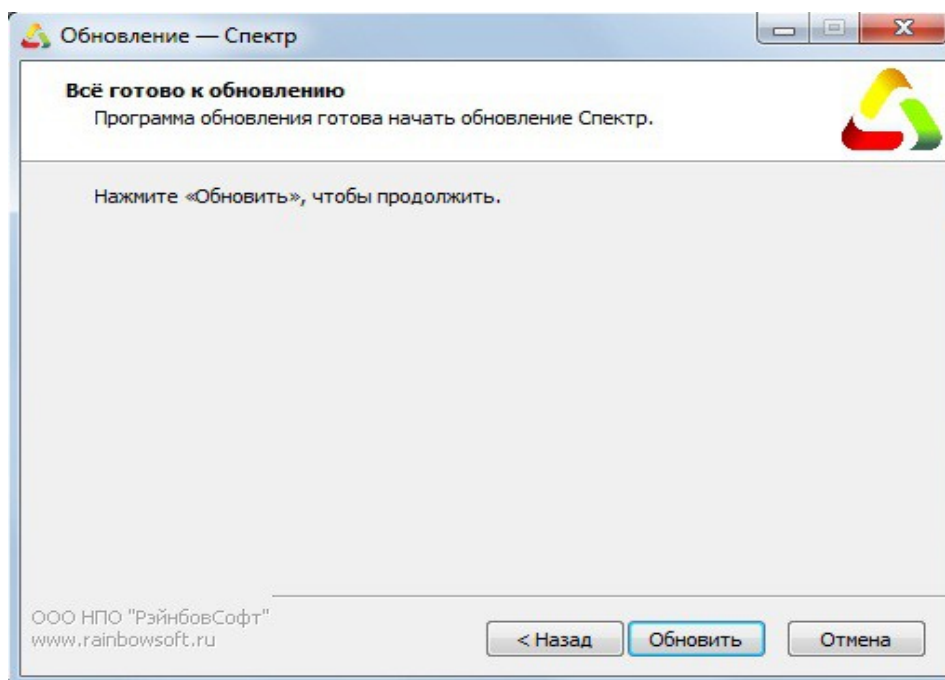 Обновление — Спектр
Всё готово к обновлению
Программа обновления готова начать обновление Спектр.
Нажмите «Обновить», чтобы продолжить.
ООО НПО "РэйнбовСофт"
www.rainbowsoft.ru
< Назад
Обновить
Отмена